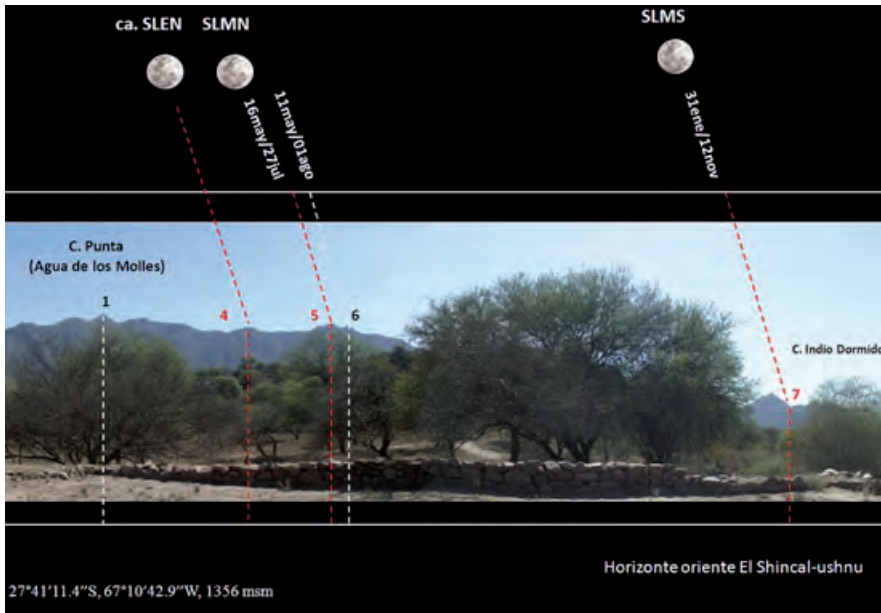 ca. SLEN
SLMN
SLMS
16may/27jul
11may/01ago
31ene/12nov
C. Punta
(Agua de los Molles)
1
4
5
6
C. Indio Dormido
7
Horizonte oriente El Shincal-ushnu
27°41'11.4"S, 67°10'42.9"W, 1356 msm